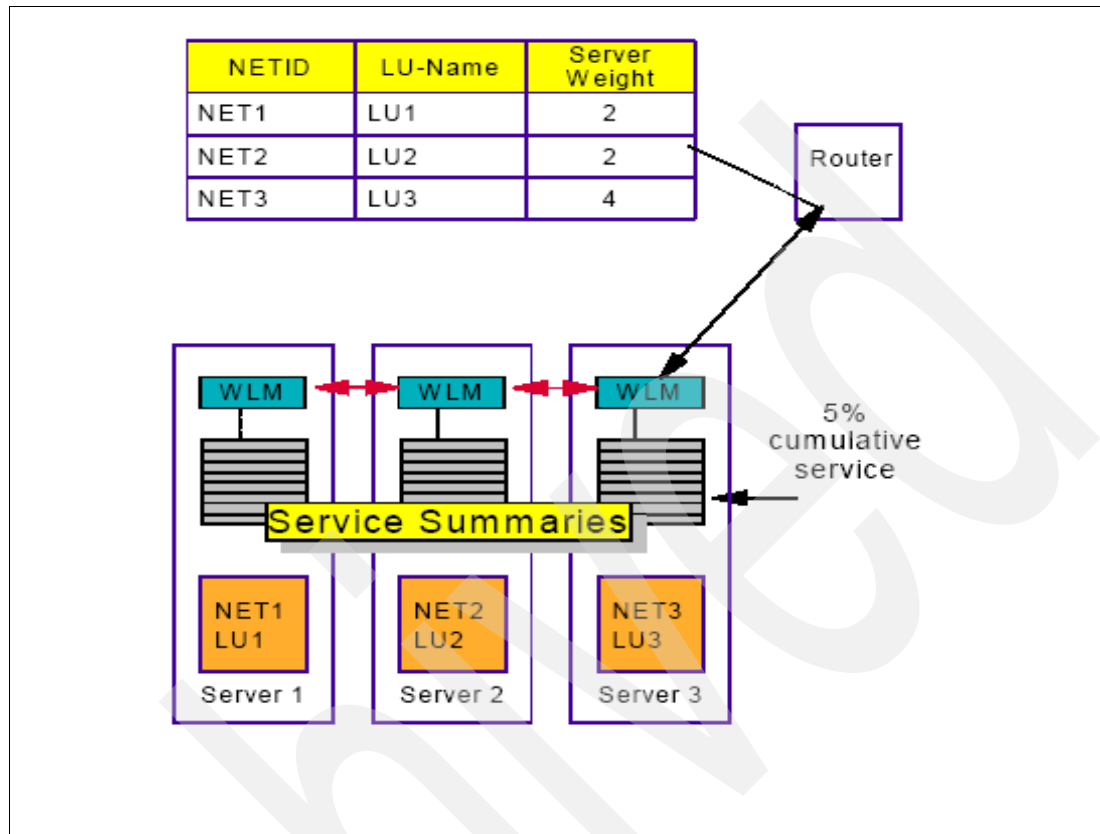 NETID LU-Name Server Weight
NET1 LU1 2
NET2 LU2 2
NET3 LU3 4
Router
WLM WLM WLM
5%
cumulative
service
Service Summaries
NET1 NET2 NET3
LU1 LU2 LU3
Server 1 Server 2 Server 3